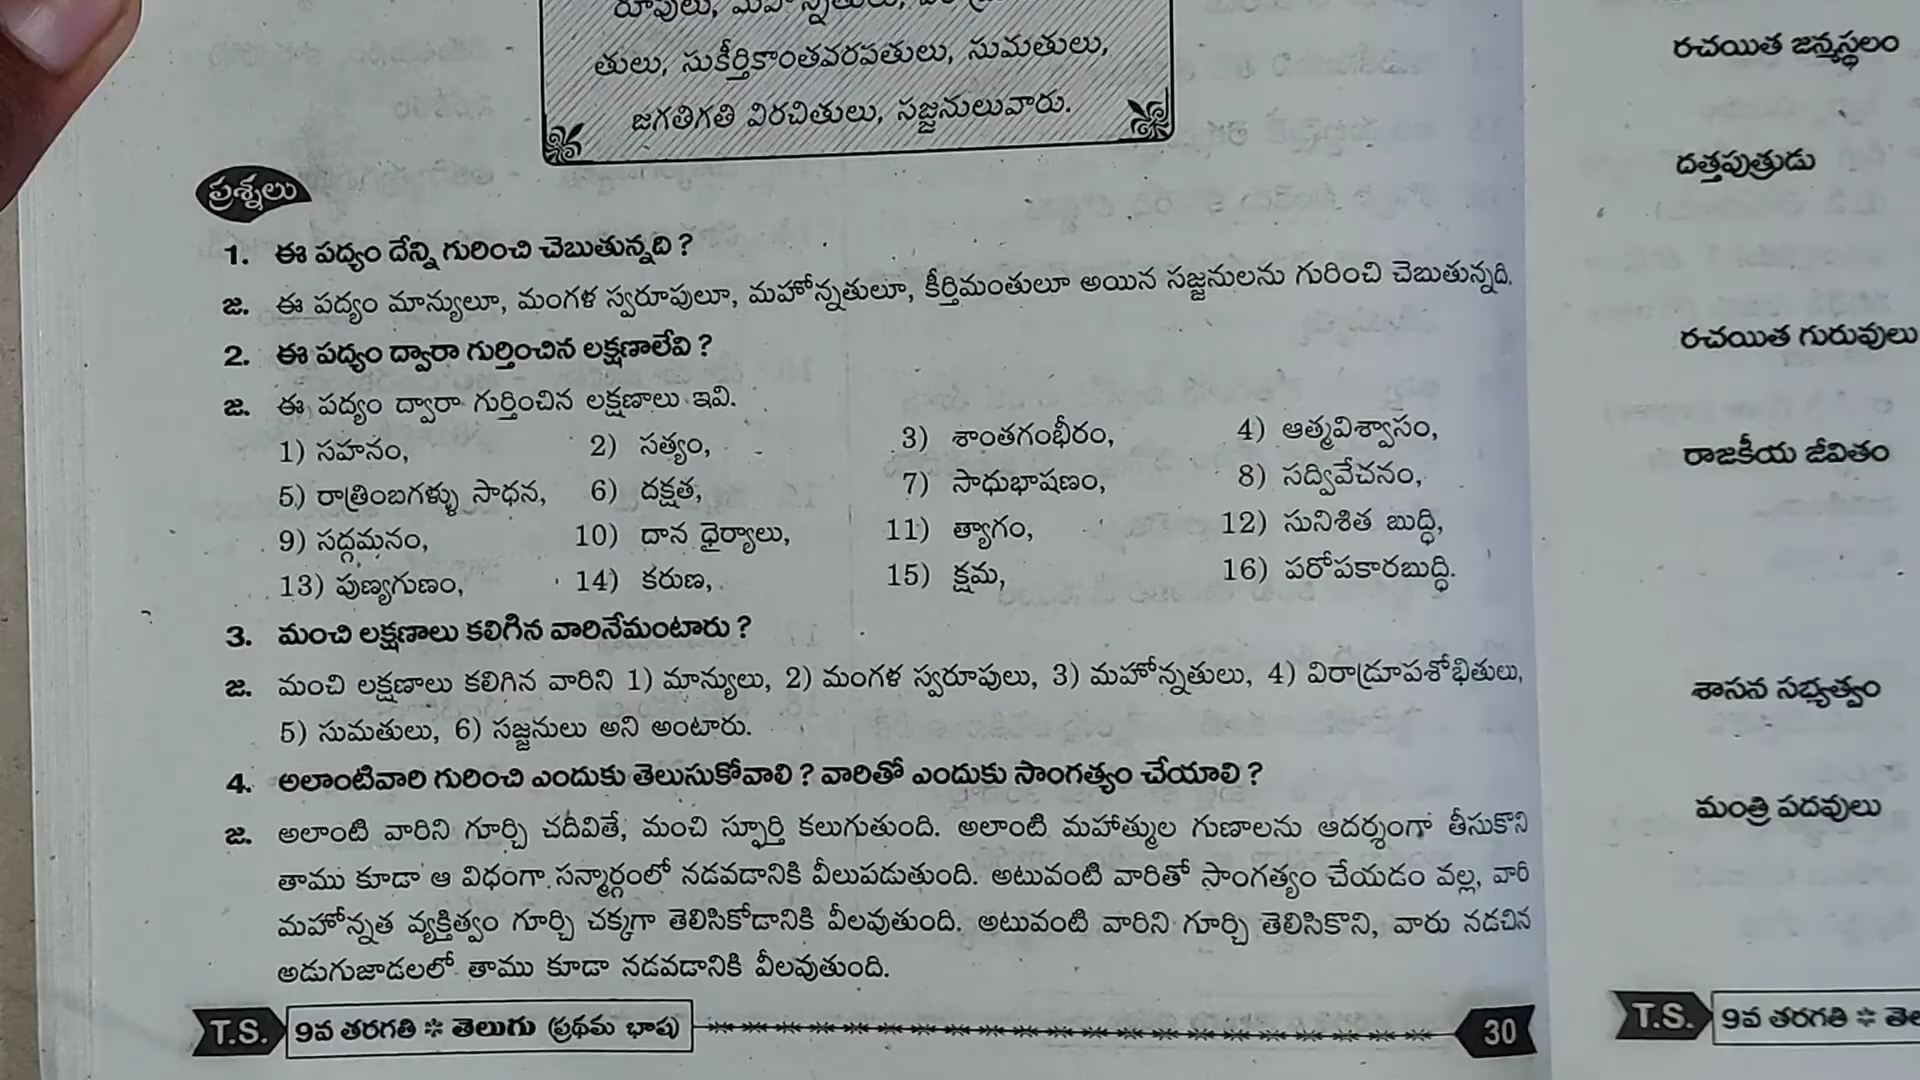 తులు, సుకీర్తికాంతవరపతులు, సుమతులు,
జగతిగతి విరచితులు, సజ్జనులువారు.
ప్రశ్నలు
1. ఈ పద్యం దేన్ని గురించి చెబుతున్నది ?
జ. ఈ పద్యం మాన్యులూ, మంగళ స్వరూపులూ, మహోన్నతులూ, కీర్తిమంతులూ అయిన సజ్జనులను గురించి చెబుతున్నది.
2. ఈ పద్యం ద్వారా గుర్తించిన లక్షణాలేవి ?
జ. ఈ పద్యం ద్వారా గుర్తించిన లక్షణాలు ఇవి.
1) సహనం, 2) సత్యం, 3) శాంతగంభీరం, 4) ఆత్మవిశ్వాసం,
5) రాత్రింబగళ్ళు సాధన, 6) దక్షత, 7) సాధుభాషణం, 8) సద్వివేచనం,
9) సద్గమనం, 10) దాన ధైర్యాలు, 11) త్యాగం, 12) సునిశిత బుద్ధి,
13) పుణ్యగుణం, 14) కరుణ, 15) క్షమ, 16) పరోపకారబుద్ధి.
3. మంచి లక్షణాలు కలిగిన వారినేమంటారు ?
జ. మంచి లక్షణాలు కలిగిన వారిని 1) మాన్యులు, 2) మంగళ స్వరూపులు, 3) మహోన్నతులు, 4) విరాడ్రూపశోభితులు,
5) సుమతులు, 6) సజ్జనులు అని అంటారు.
4. అలాంటివారి గురించి ఎందుకు తెలుసుకోవాలి ? వారితో ఎందుకు సాంగత్యం చేయాలి ?
జ. అలాంటి వారిని గూర్చి చదివితే, మంచి స్ఫూర్తి కలుగుతుంది. అలాంటి మహాత్ముల గుణాలను ఆదర్శంగా తీసుకొని
తాము కూడా ఆ విధంగా సన్మార్గంలో నడవడానికి వీలుపడుతుంది. అటువంటి వారితో సాంగత్యం చేయడం వల్ల, వారి
మహోన్నత వ్యక్తిత్వం గూర్చి చక్కగా తెలిసికోడానికి వీలవుతుంది. అటువంటి వారిని గూర్చి తెలిసికొని, వారు నడచిన
అడుగుజాడలలో తాము కూడా నడవడానికి వీలవుతుంది.
T.S. 9వ తరగతి ❊ తెలుగు (ప్రథమ భాష) 30
రచయిత జన్మస్థలం
దత్తపుత్రుడు
రచయిత గురువులు
రాజకీయ జీవితం
శాసన సభ్యత్వం
మంత్రి పదవులు
T.S. 9వ తరగతి ❊